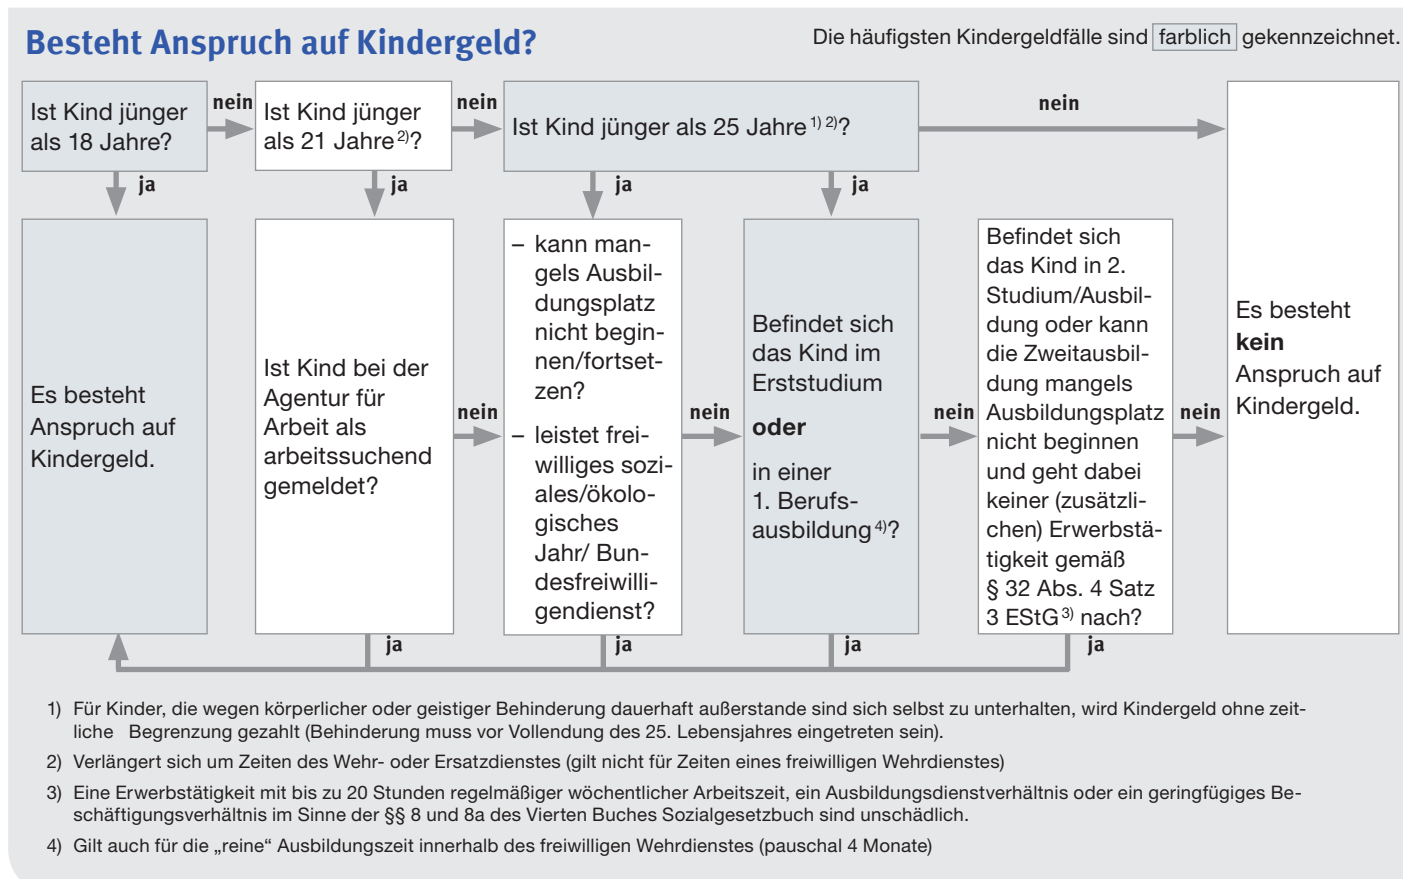 Besteht Anspruch auf Kindergeld?
Die häufigsten Kindergeldfälle sind farblich gekennzeichnet.
Ist Kind jünger
als 18 Jahre?
nein
Ist Kind jünger
als 21 Jahre 2)?
nein
Ist Kind jünger als 25 Jahre 1) 2)?
nein
ja
ja
ja
ja
Es besteht
Anspruch auf
Kindergeld.
Ist Kind bei der
Agentur für
Arbeit als
arbeitssuchend
gemeldet?
nein
– kann man-
gels Ausbil-
dungsplatz
nicht begin-
nen/fortset-
zen?
– leistet frei-
williges sozi-
ales/ökolo-
gisches
Jahr/ Bun-
desfreiwilli-
gendienst?
nein
Befindet sich
das Kind im
Erststudium
oder
in einer
1. Berufs-
ausbildung 4)?
nein
Befindet sich
das Kind in 2.
Studium/Ausbil-
dung oder kann
die Zweitausbil-
dung mangels
Ausbildungsplatz
nicht beginnen
und geht dabei
keiner (zusätzli-
chen) Erwerbstä-
tigkeit gemäß
§ 32 Abs. 4 Satz
3 EStG 3) nach?
nein
Es besteht
kein
Anspruch auf
Kindergeld.
ja
ja
ja
ja
1) Für Kinder, die wegen körperlicher oder geistiger Behinderung dauerhaft außerstande sind sich selbst zu unterhalten, wird Kindergeld ohne zeit-
liche Begrenzung gezahlt (Behinderung muss vor Vollendung des 25. Lebensjahres eingetreten sein).
2) Verlängert sich um Zeiten des Wehr- oder Ersatzdienstes (gilt nicht für Zeiten eines freiwilligen Wehrdienstes)
3) Eine Erwerbstätigkeit mit bis zu 20 Stunden regelmäßiger wöchentlicher Arbeitszeit, ein Ausbildungsdienstverhältnis oder ein geringfügiges Be-
schäftigungsverhältnis im Sinne der §§ 8 und 8a des Vierten Buches Sozialgesetzbuch sind unschädlich.
4) Gilt auch für die „reine“ Ausbildungszeit innerhalb des freiwilligen Wehrdienstes (pauschal 4 Monate)